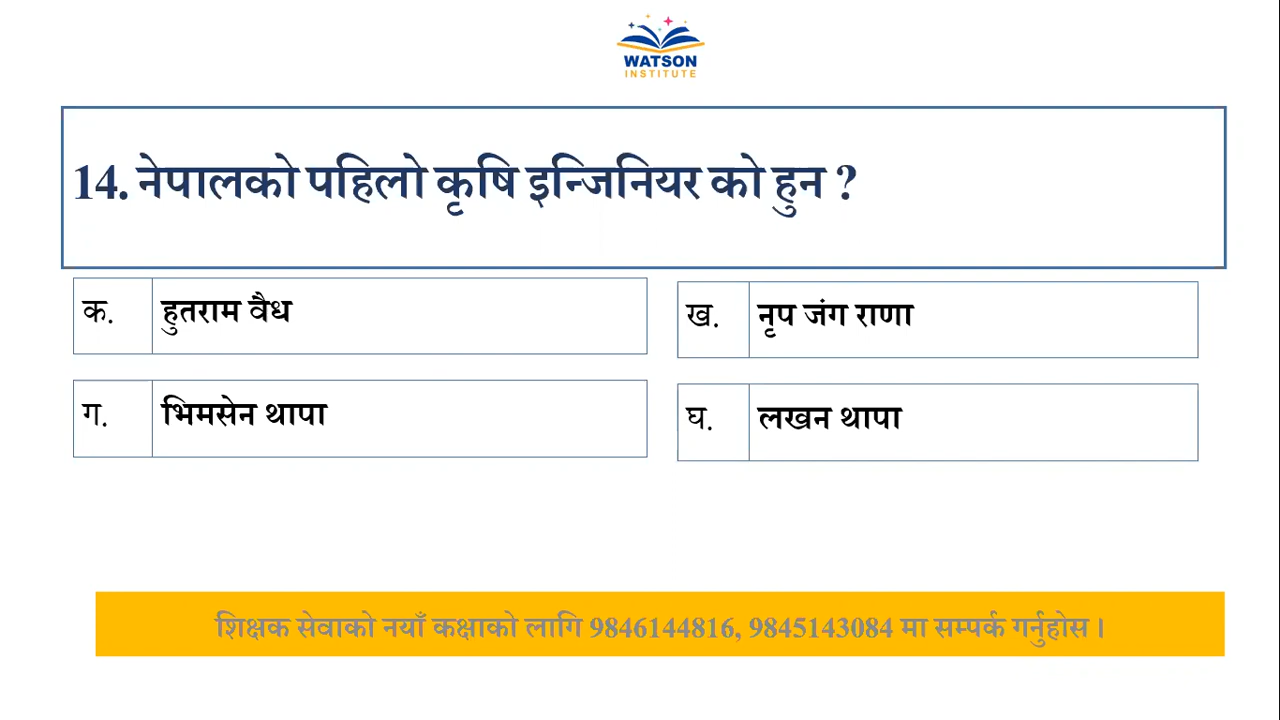 WATSON
INSTITUTE
14. नेपालको पहिलो कृषि इन्जिनियर को हुन ?
क. हुतराम वैध
ख. नृप जंग राणा
ग. भिमसेन थापा
घ. लखन थापा
शिक्षक सेवाको नयाँ कक्षाको लागि 9846144816, 9845143084 मा सम्पर्क गर्नुहोस ।